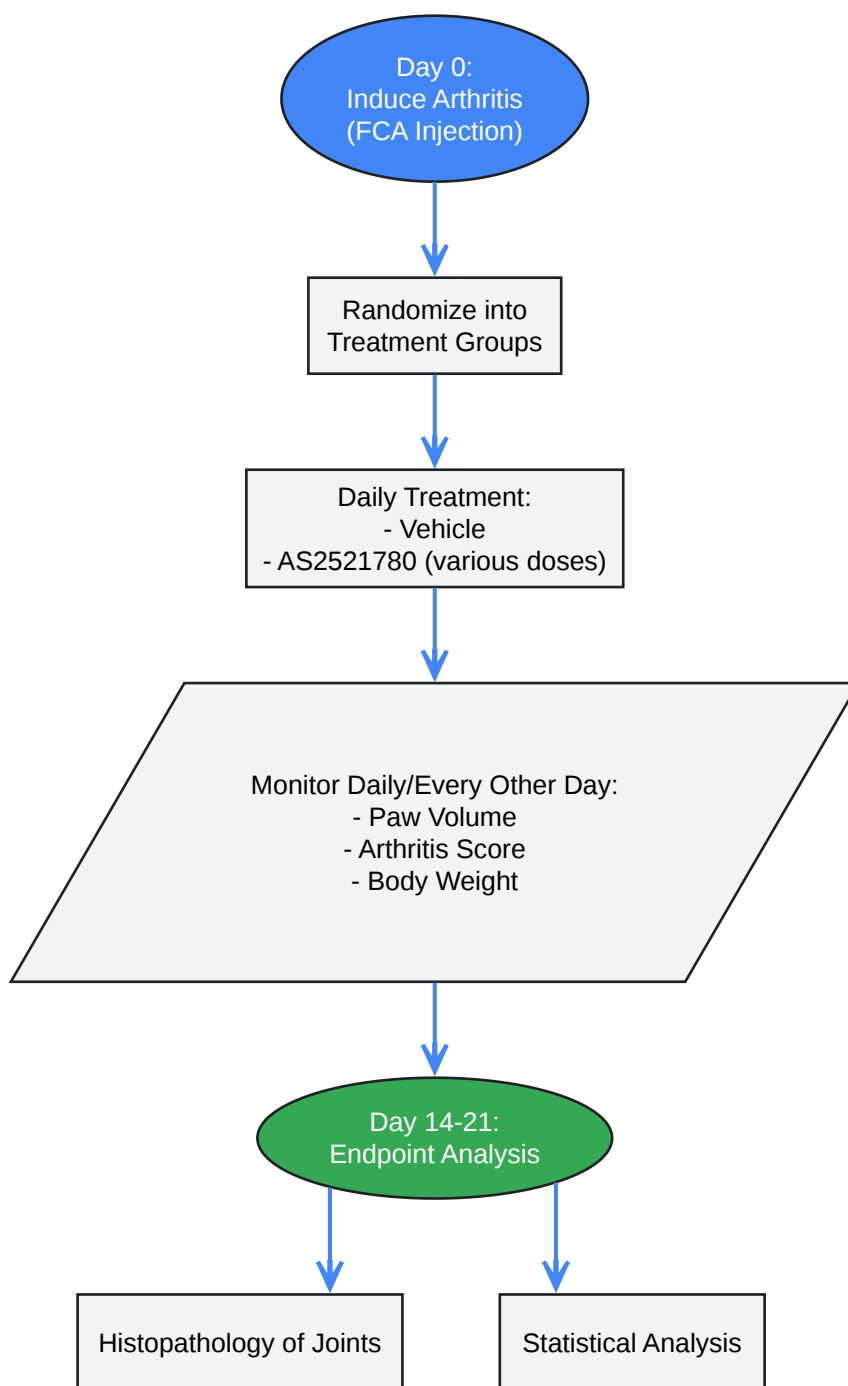 Day 0:
Induce Arthritis
(FCA Injection)
Randomize into
Treatment Groups
Daily Treatment:
- Vehicle
- AS2521780 (various doses)
Monitor Daily/Every Other Day:
- Paw Volume
- Arthritis Score
- Body Weight
Day 14-21:
Endpoint Analysis
Histopathology of Joints
Statistical Analysis